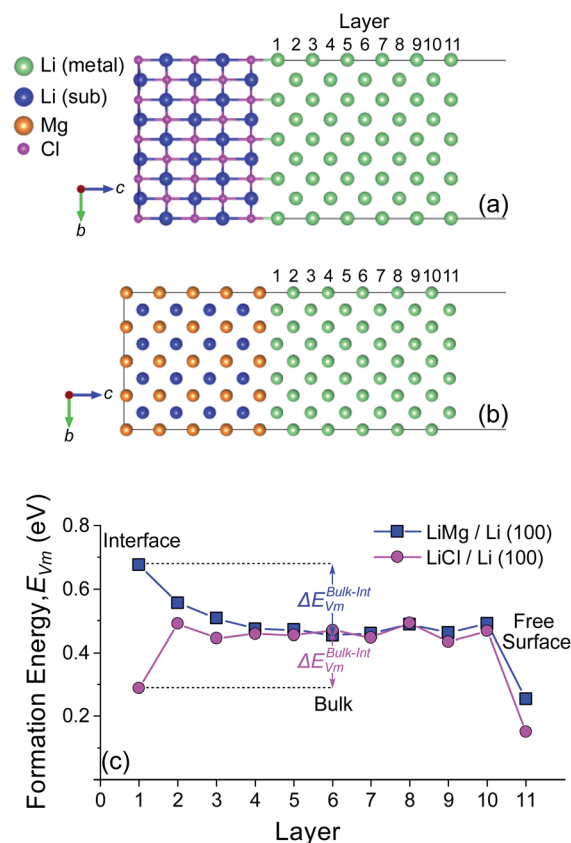 Layer
1 2 3 4 5 6 7 8 9 10 11
Li (metal)
Li (sub)
Mg
Cl
c
b
(a)
1 2 3 4 5 6 7 8 9 10 11
c
b
(b)
Formation Energy, E_Vm (eV)
0.8
0.6
0.4
0.2
Interface
LiMg / Li (100)
LiCl / Li (100)
ΔE_Vm^Bulk-Int
ΔE_Vm^Bulk-Int
Bulk
Free
Surface
(c)
0 1 2 3 4 5 6 7 8 9 10 11
Layer